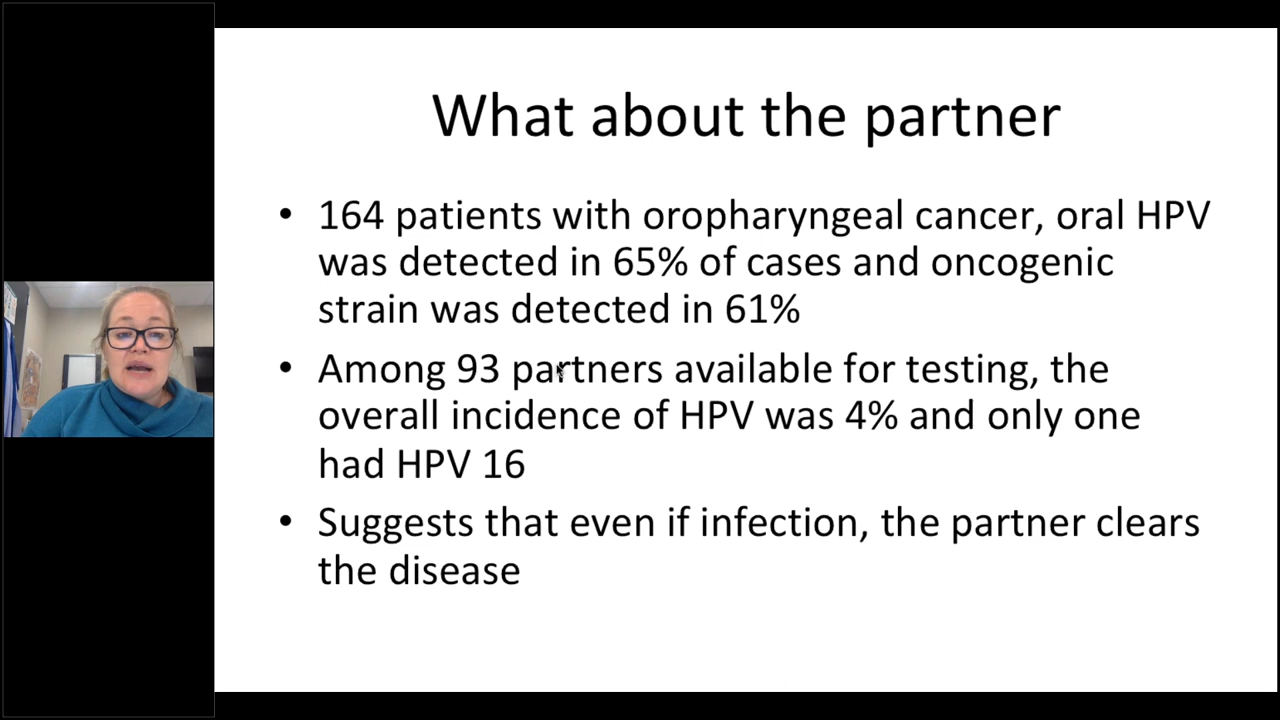 What about the partner
• 164 patients with oropharyngeal cancer, oral HPV
was detected in 65% of cases and oncogenic
strain was detected in 61%
• Among 93 partners available for testing, the
overall incidence of HPV was 4% and only one
had HPV 16
• Suggests that even if infection, the partner clears
the disease